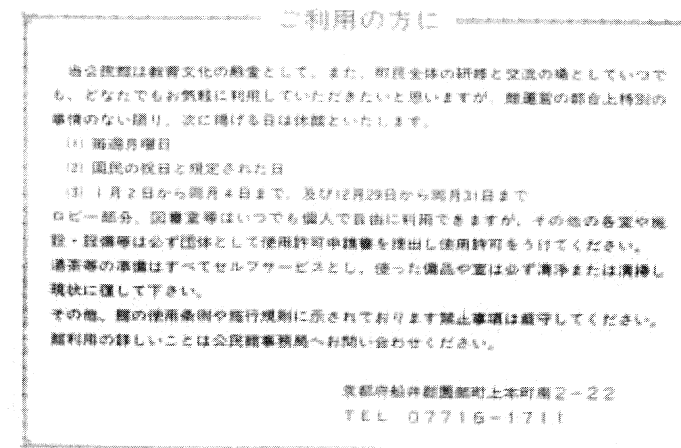 ご利用の方に
当公民館は教育文化の殿堂として、また、町民全体の研修と交流の場としていつで
も、どなたでもお気軽に利用していただきたいと思いますが、館運営の都合上特別の
事情のない限り、次に掲げる日は休館といたします。
(1) 毎週月曜日
(2) 国民の祝日と規定された日
(3) 1月2日から同月4日まで、及び12月29日から同月31日まで
ロビー部分、図書室等はいつでも個人で自由に利用できますが、その他の各室や施
設・設備等は必ず団体として使用許可申請書を提出し使用許可をうけてください。
湯茶等の準備はすべてセルフサービスとし、使った備品や室は必ず清浄または清掃し
現状に復して下さい。
その他、館の使用条例や施行規則に示されております禁止事項は厳守してください。
館利用の詳しいことは公民館事務局へお問い合わせください。
京都府船井郡園部町上本町南2-22
TEL 07716-1711